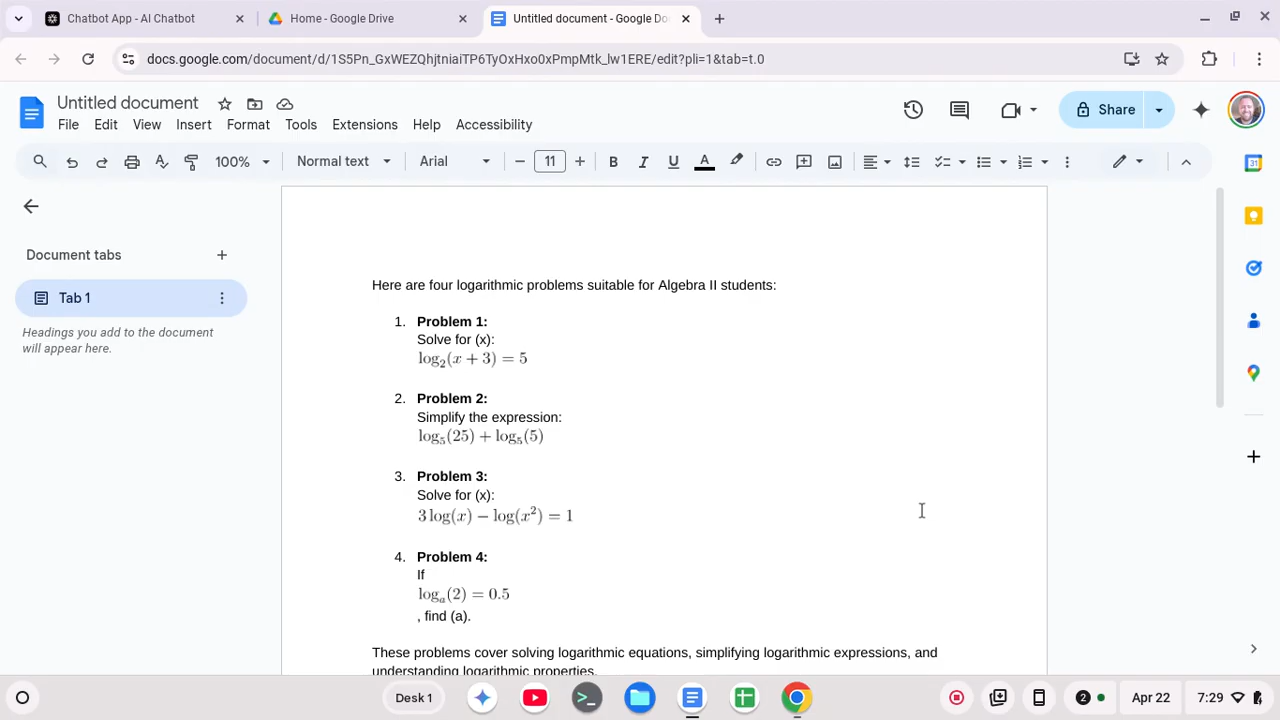 Chatbot App - AI Chatbot
Home - Google Drive
Untitled document - Google Do
docs.google.com/document/d/1S5Pn_GxWEZQhjtniaiTP6TyOxHxo0xPmpMtk_lw1ERE/edit?pli=1&tab=t.0
Untitled document
File Edit View Insert Format Tools Extensions Help Accessibility
Share
100% Normal text Arial 11 B I U A
31
Document tabs
Tab 1
Headings you add to the document
will appear here.
Here are four logarithmic problems suitable for Algebra II students:
1. Problem 1:
Solve for (x):
log₂(x + 3) = 5
2. Problem 2:
Simplify the expression:
log₅(25) + log₅(5)
3. Problem 3:
Solve for (x):
3 log(x) − log(x²) = 1
4. Problem 4:
If
logₐ(2) = 0.5
, find (a).
These problems cover solving logarithmic equations, simplifying logarithmic expressions, and
understanding logarithmic properties.
Desk 1
2
Apr 22
7:29